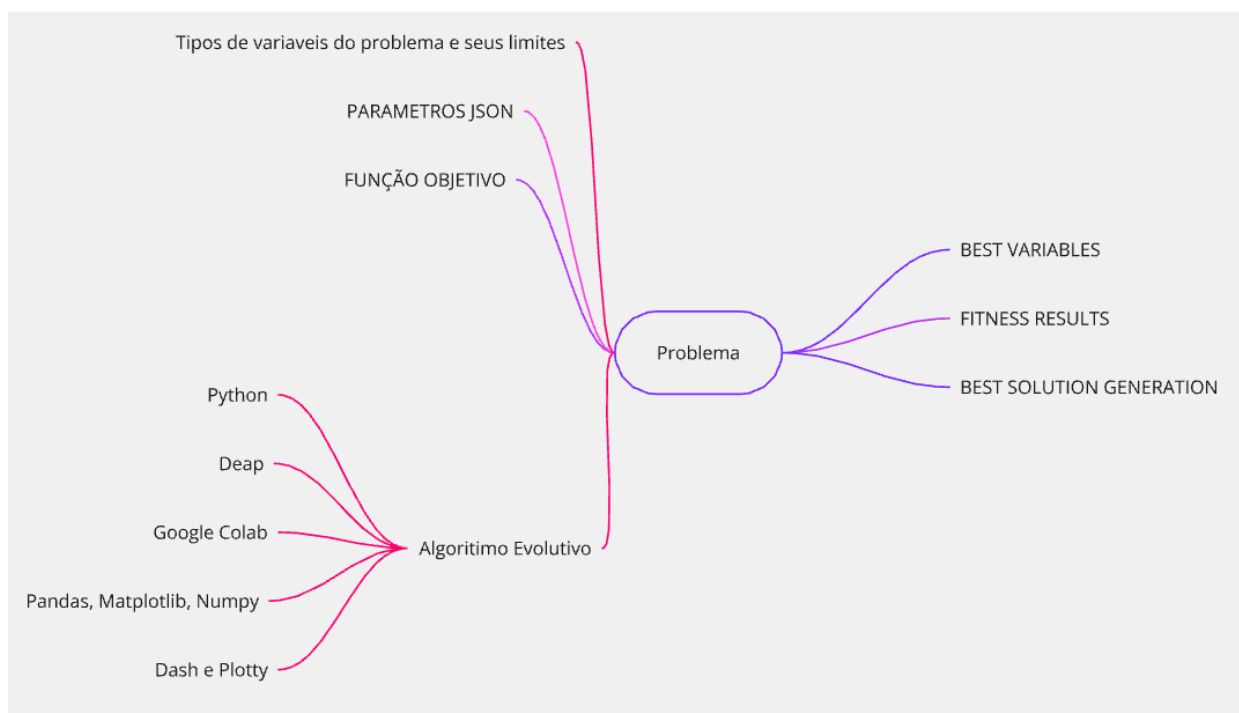 Tipos de variaveis do problema e seus limites
PARAMETROS JSON
FUNÇÃO OBJETIVO
BEST VARIABLES
FITNESS RESULTS
Problema
BEST SOLUTION GENERATION
Python
Deap
Google Colab
Algoritimo Evolutivo
Pandas, Matplotlib, Numpy
Dash e Plotty